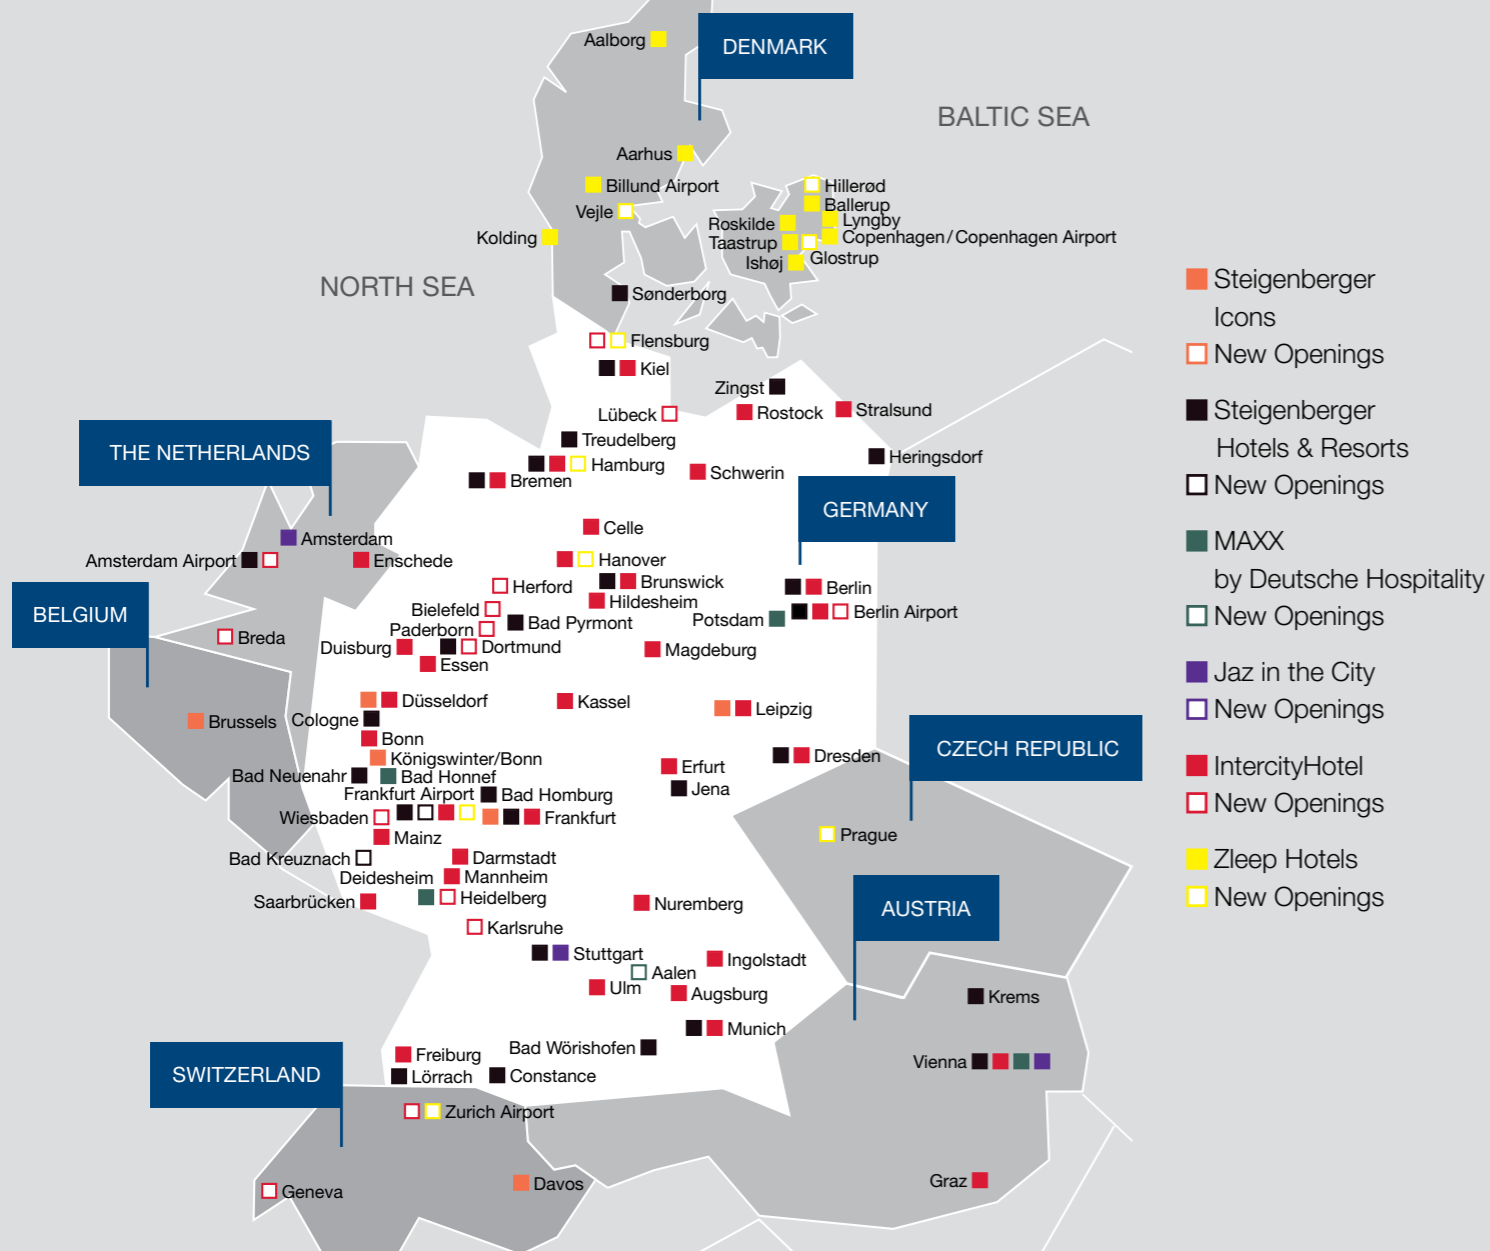 Aalborg
DENMARK
BALTIC SEA
Aarhus
Billund Airport
Hillerød
Ballerup
Vejle
Lyngby
Roskilde
Kolding
Copenhagen/Copenhagen Airport
Taastrup
Glostrup
Ishøj
NORTH SEA
Sønderborg
Flensburg
Kiel
Zingst
Lübeck
Rostock
Stralsund
Treudelberg
THE NETHERLANDS
Hamburg
Heringsdorf
Bremen
Schwerin
GERMANY
Celle
Amsterdam
Amsterdam Airport
Enschede
Hanover
Herford
Brunswick
Berlin
BELGIUM
Hildesheim
Bielefeld
Berlin Airport
Bad Pyrmont
Potsdam
Paderborn
Breda
Duisburg
Dortmund
Magdeburg
Essen
Düsseldorf
Kassel
Leipzig
Brussels
Cologne
Bonn
CZECH REPUBLIC
Königswinter/Bonn
Dresden
Erfurt
Bad Neuenahr
Bad Honnef
Jena
Frankfurt Airport
Bad Homburg
Wiesbaden
Frankfurt
Prague
Mainz
Bad Kreuznach
Darmstadt
Deidesheim
Mannheim
Saarbrücken
Heidelberg
Nuremberg
AUSTRIA
Karlsruhe
Stuttgart
Ingolstadt
Aalen
Ulm
Augsburg
Krems
Munich
Bad Wörishofen
Freiburg
Vienna
SWITZERLAND
Lörrach
Constance
Zurich Airport
Geneva
Davos
Graz
Steigenberger
Icons
New Openings
Steigenberger
Hotels & Resorts
New Openings
MAXX
by Deutsche Hospitality
New Openings
Jaz in the City
New Openings
IntercityHotel
New Openings
Zleep Hotels
New Openings